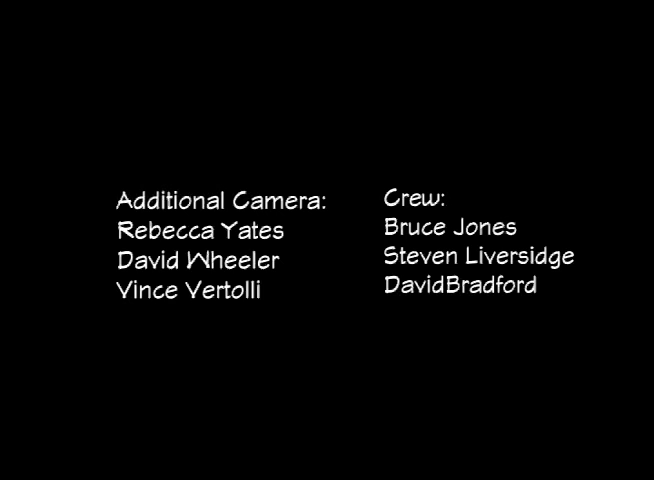 Additional Camera:
Rebecca Yates
David Wheeler
Vince Vertolli
Crew:
Bruce Jones
Steven Liversidge
DavidBradford